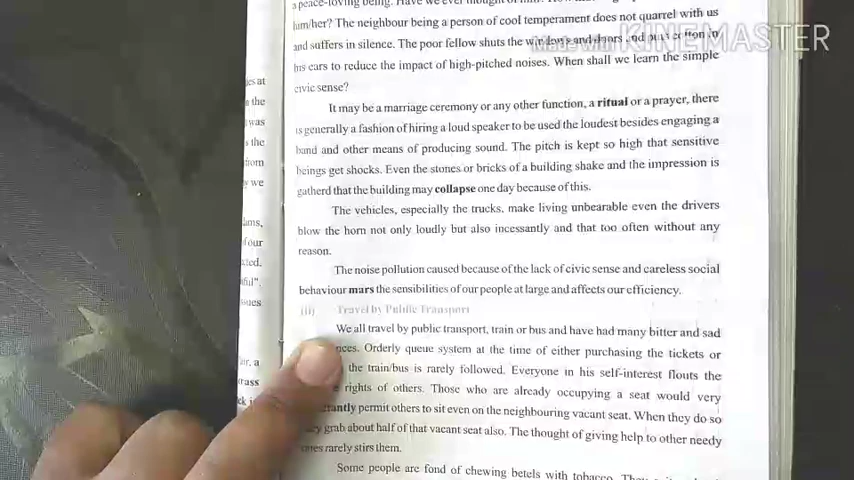 a peace-loving being. Have we ever thought of
him/her? The neighbour being a person of cool temperament does not quarrel with us
and suffers in silence. The poor fellow shuts the windows and doors and puts cotton in
his ears to reduce the impact of high-pitched noises. When shall we learn the simple
civic sense?
It may be a marriage ceremony or any other function, a ritual or a prayer, there
is generally a fashion of hiring a loud speaker to be used the loudest besides engaging a
band and other means of producing sound. The pitch is kept so high that sensitive
beings get shocks. Even the stones or bricks of a building shake and the impression is
gatherd that the building may collapse one day because of this.
The vehicles, especially the trucks, make living unbearable even the drivers
blow the horn not only loudly but also incessantly and that too often without any
reason.
The noise pollution caused because of the lack of civic sense and careless social
behaviour mars the sensibilities of our people at large and affects our efficiency.
(ii) Travel by Public Transport
We all travel by public transport, train or bus and have had many bitter and sad
Orderly queue system at the time of either purchasing the tickets or
the train/bus is rarely followed. Everyone in his self-interest flouts the
rights of others. Those who are already occupying a seat would very
permit others to sit even on the neighbouring vacant seat. When they do so
grab about half of that vacant seat also. The thought of giving help to other needy
ones rarely stirs them.
Some people are fond of chewing betels with tobacco.
Made with KINEMASTER